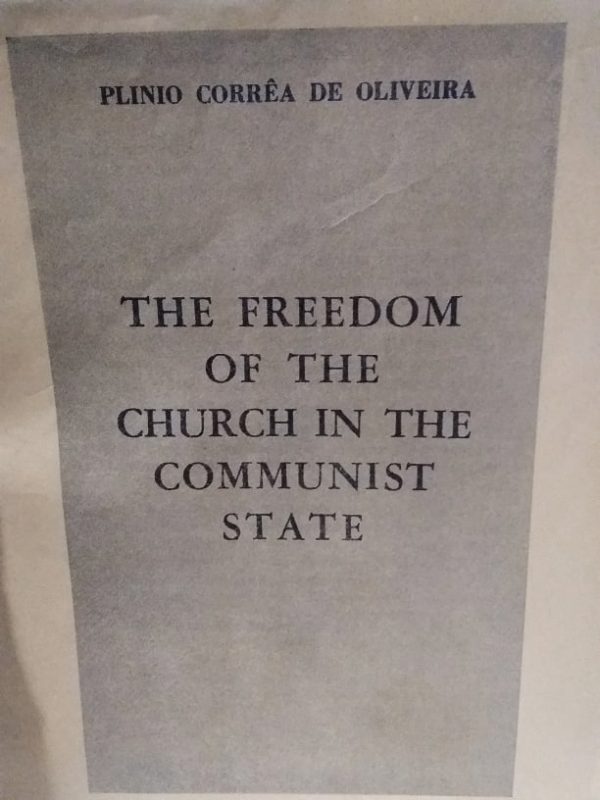 PLINIO CORRÊA DE OLIVEIRA
THE FREEDOM
OF THE
CHURCH IN THE
COMMUNIST
STATE